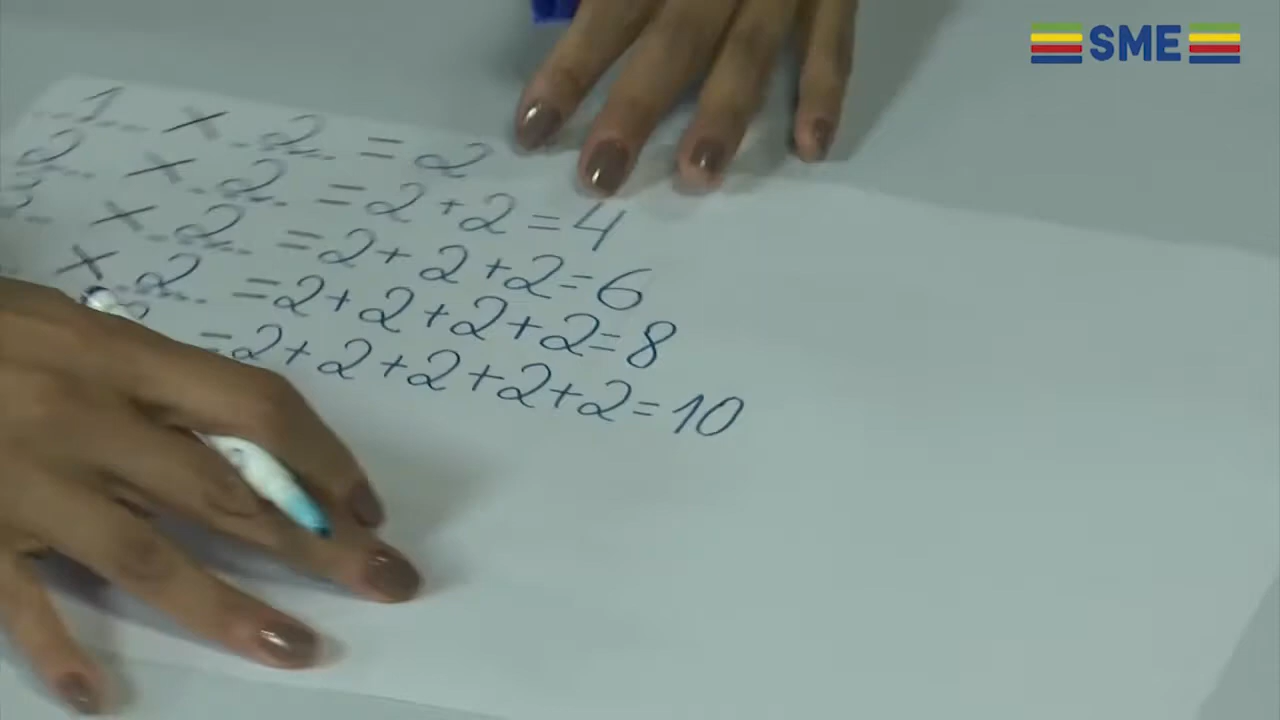 SME
..1... x .2... = 2
2... x .2... = 2+2=4
3... x .2... = 2+2+2=6
x .2... = 2+2+2+2=8
=2+2+2+2+2=10